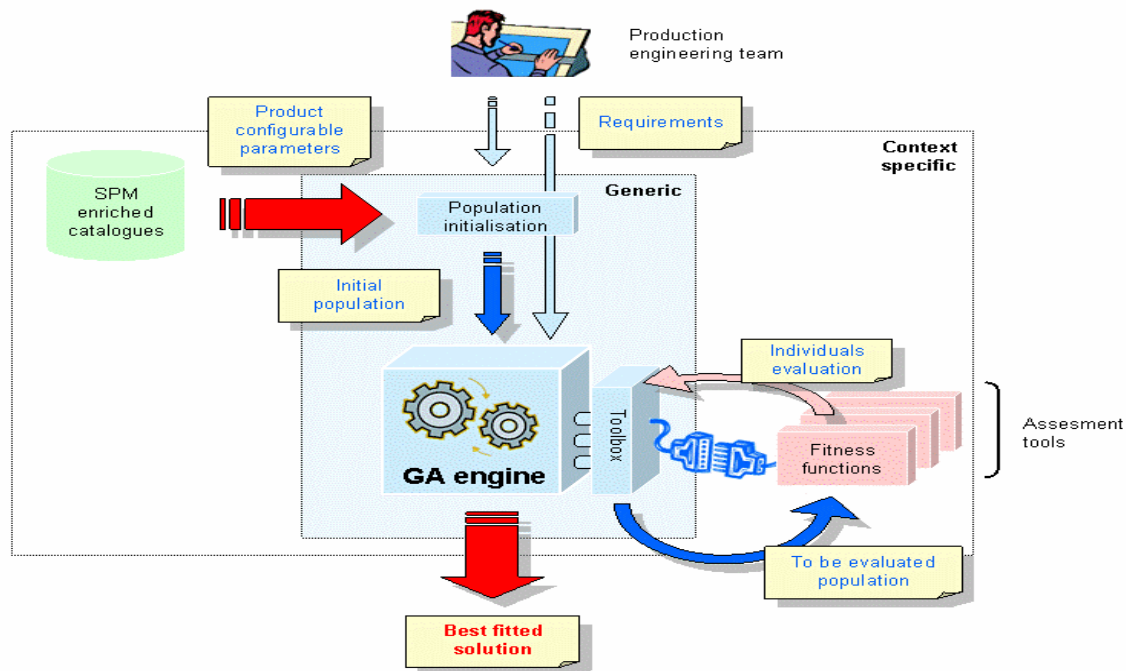 Production
engineering team
Product
configurable
parameters
Requirements
Context
specific
SPM
enriched
catalogues
Generic
Population
initialisation
Initial
population
Individuals
evaluation
Toolbox
Assesment
tools
Fitness
functions
GA engine
To be evaluated
population
Best fitted
solution